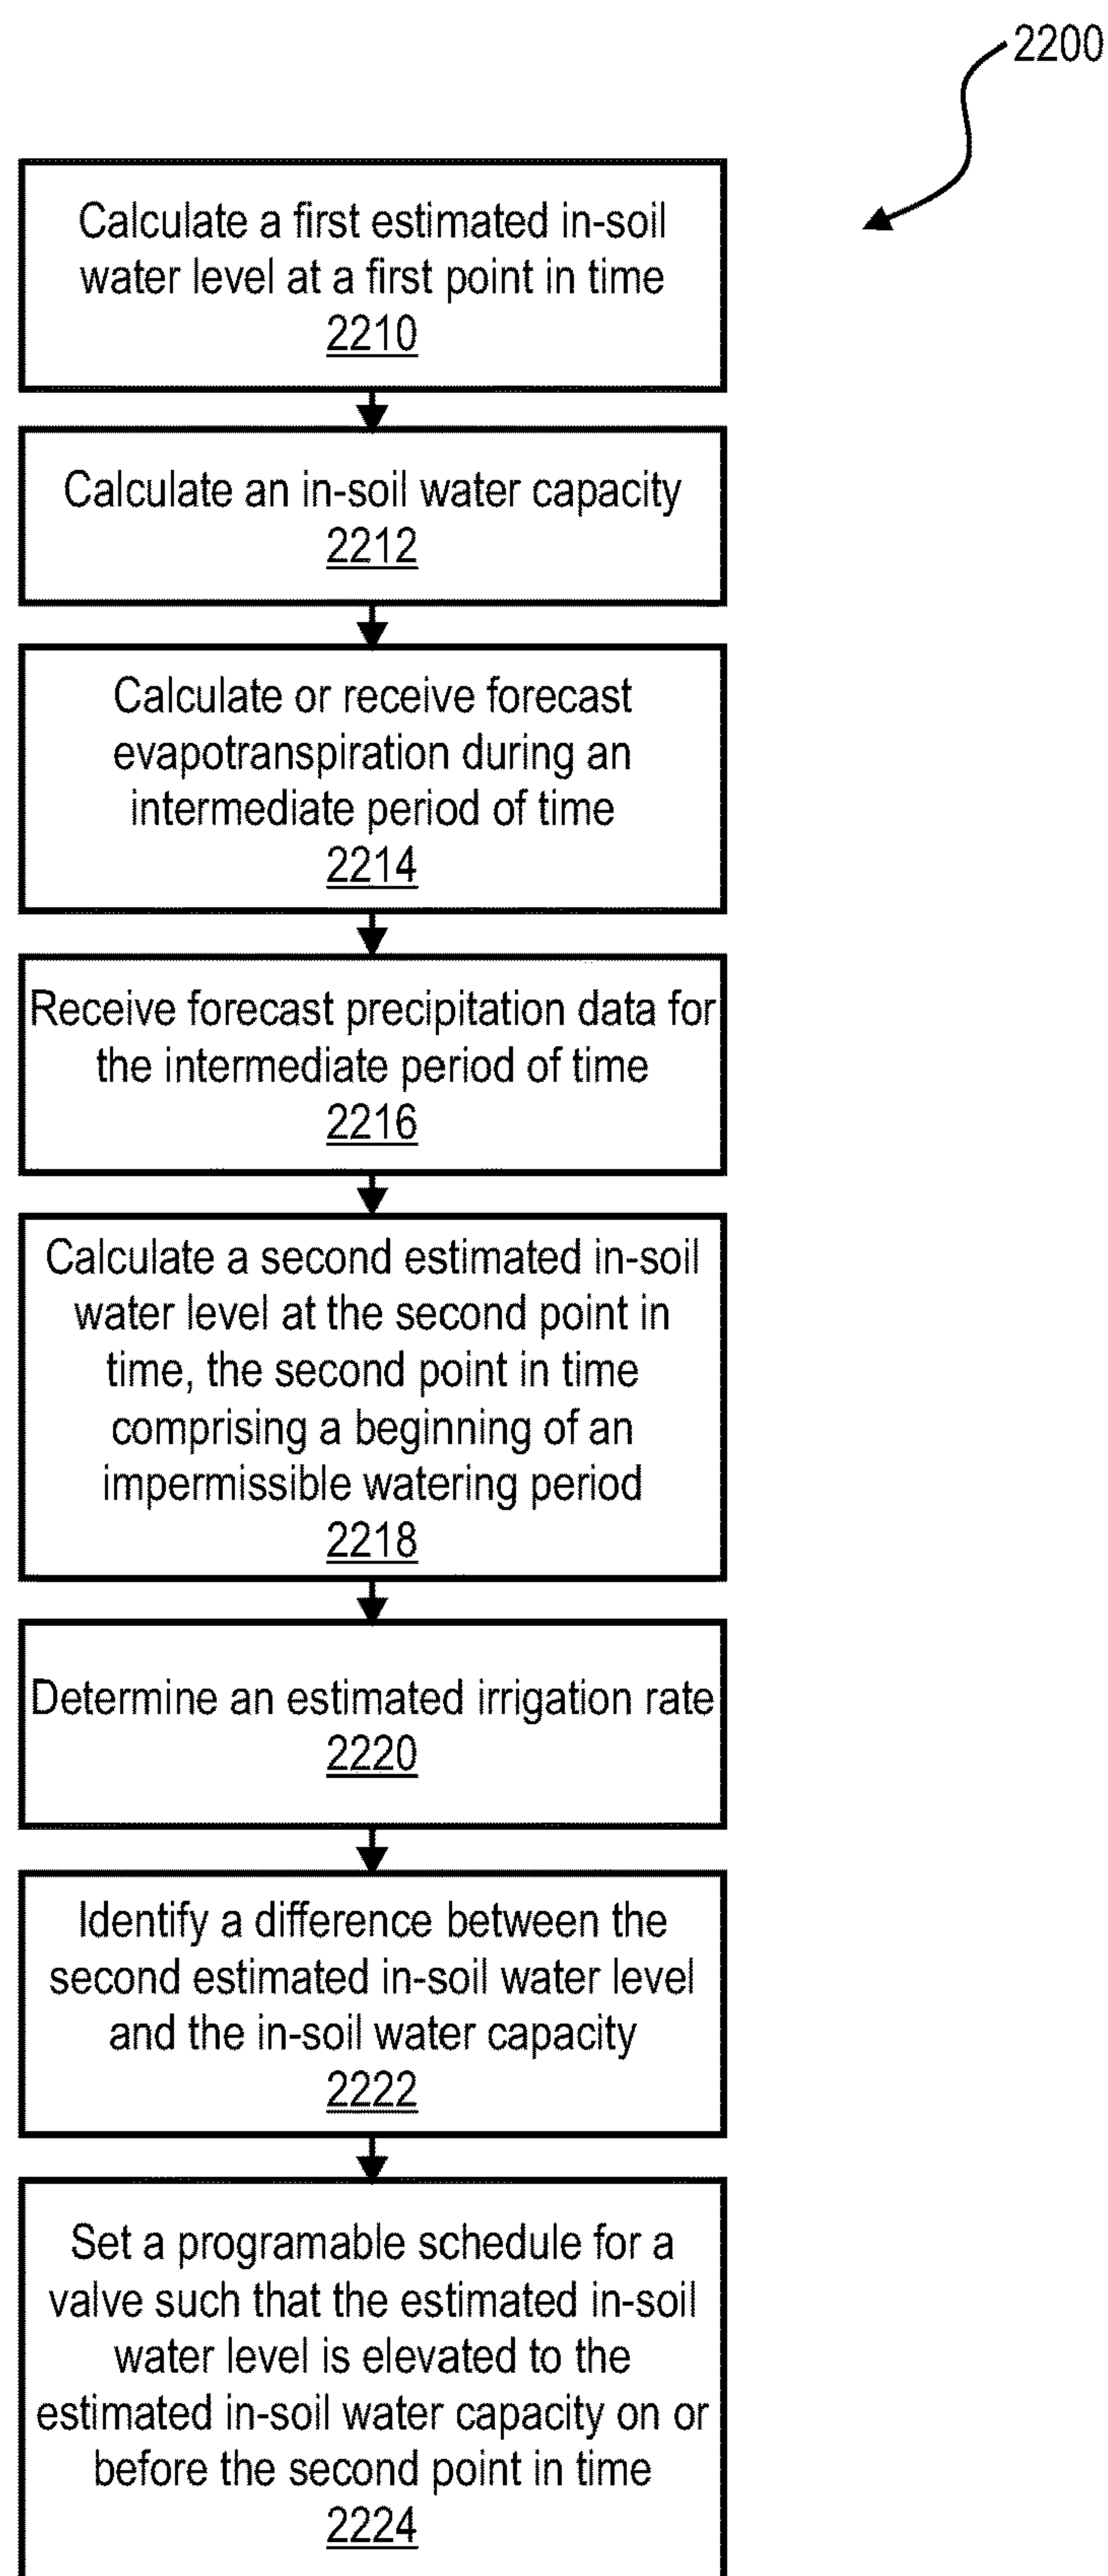 2200
Calculate a first estimated in-soil
water level at a first point in time
2210
Calculate an in-soil water capacity
2212
Calculate or receive forecast
evapotranspiration during an
intermediate period of time
2214
Receive forecast precipitation data for
the intermediate period of time
2216
Calculate a second estimated in-soil
water level at the second point in
time, the second point in time
comprising a beginning of an
impermissible watering period
2218
Determine an estimated irrigation rate
2220
Identify a difference between the
second estimated in-soil water level
and the in-soil water capacity
2222
Set a programable schedule for a
valve such that the estimated in-soil
water level is elevated to the
estimated in-soil water capacity on or
before the second point in time
2224